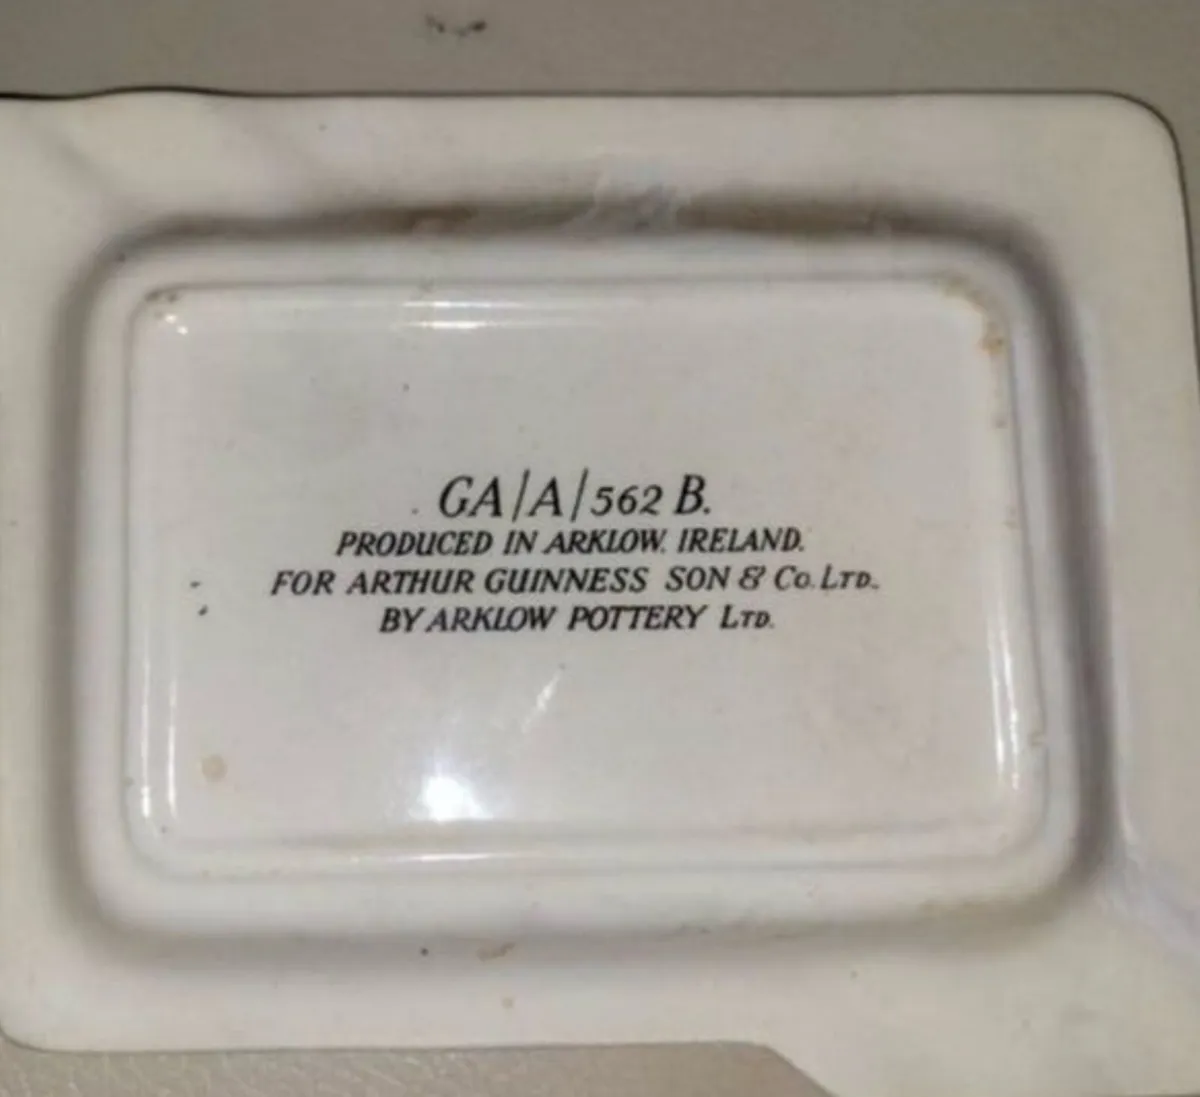 GA/A/562 B.
PRODUCED IN ARKLOW. IRELAND.
FOR ARTHUR GUINNESS SON & Co. LTD.
BY ARKLOW POTTERY LTD.